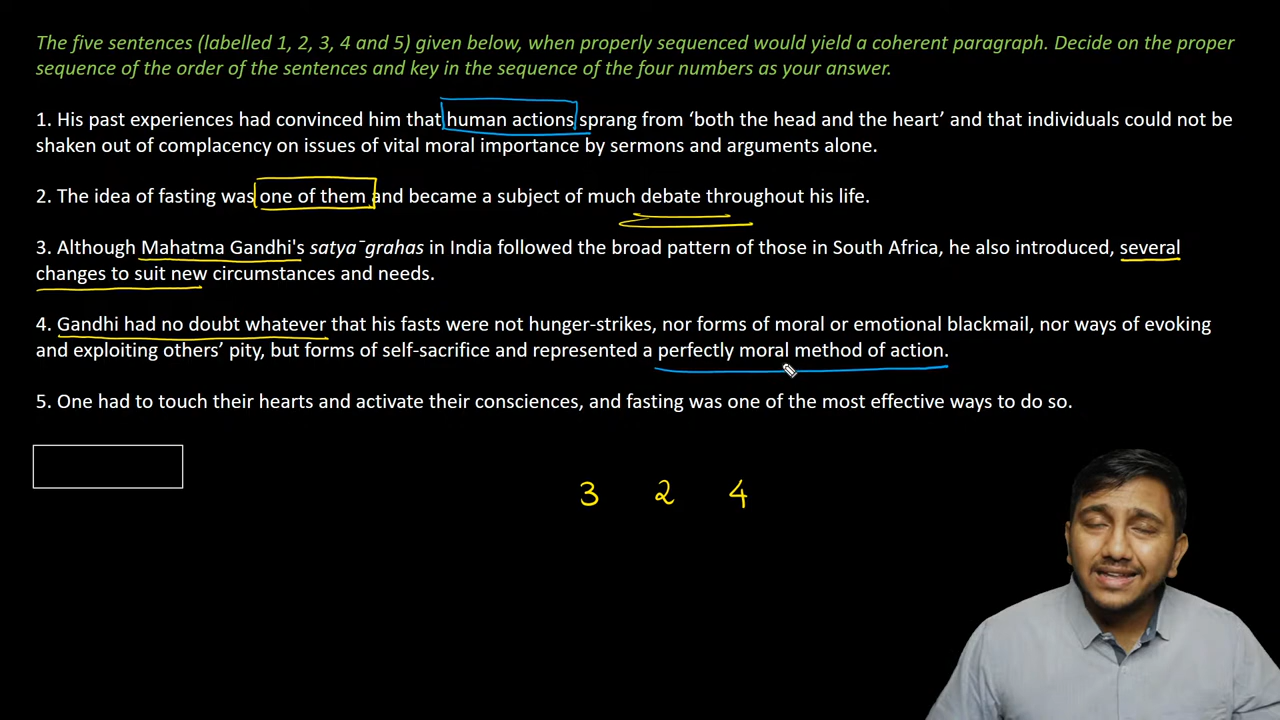 The five sentences (labelled 1, 2, 3, 4 and 5) given below, when properly sequenced would yield a coherent paragraph. Decide on the proper
sequence of the order of the sentences and key in the sequence of the four numbers as your answer.
1. His past experiences had convinced him that human actions sprang from ‘both the head and the heart’ and that individuals could not be
shaken out of complacency on issues of vital moral importance by sermons and arguments alone.
2. The idea of fasting was one of them and became a subject of much debate throughout his life.
3. Although Mahatma Gandhi's satya¯grahas in India followed the broad pattern of those in South Africa, he also introduced, several
changes to suit new circumstances and needs.
4. Gandhi had no doubt whatever that his fasts were not hunger-strikes, nor forms of moral or emotional blackmail, nor ways of evoking
and exploiting others’ pity, but forms of self-sacrifice and represented a perfectly moral method of action.
5. One had to touch their hearts and activate their consciences, and fasting was one of the most effective ways to do so.
3 2 4